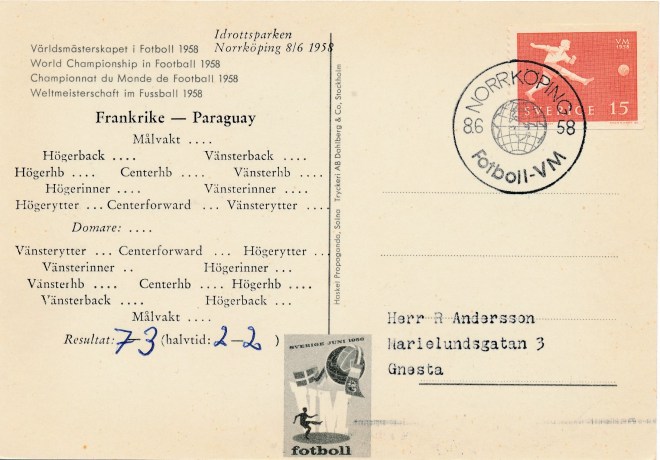 Idrottsparken
Norrköping 8/6 1958
Världsmästerskapet i Fotboll 1958
World Championship in Football 1958
Championnat du Monde de Football 1958
Weltmeisterschaft im Fussball 1958
Frankrike — Paraguay
Målvakt ....
Högerback .... Vänsterback ....
Högerhb .... Centerhb .... Vänsterhb ....
Högerinner .... Vänsterinner ....
Högerytter ... Centerforward ... Vänsterytter ....
Domare: ....
Vänsterytter ... Centerforward .... Högerytter ....
Vänsterinner .. Högerinner ...
Vänsterhb .... Centerhb .... Högerhb ....
Vänsterback .... Högerback ....
Målvakt ....
Resultat: 7-3 (halvtid: 2-2 )
Haskel Propaganda, Solna Tryckeri AB Dahlberg & Co, Stockholm
VM
1958
SVERIGE 15
NORRKÖPING
8.6 58
Fotboll-VM
Herr R Andersson
Marielundsgatan 3
Gnesta
SVERIGE JUNI 1958
VM
fotboll